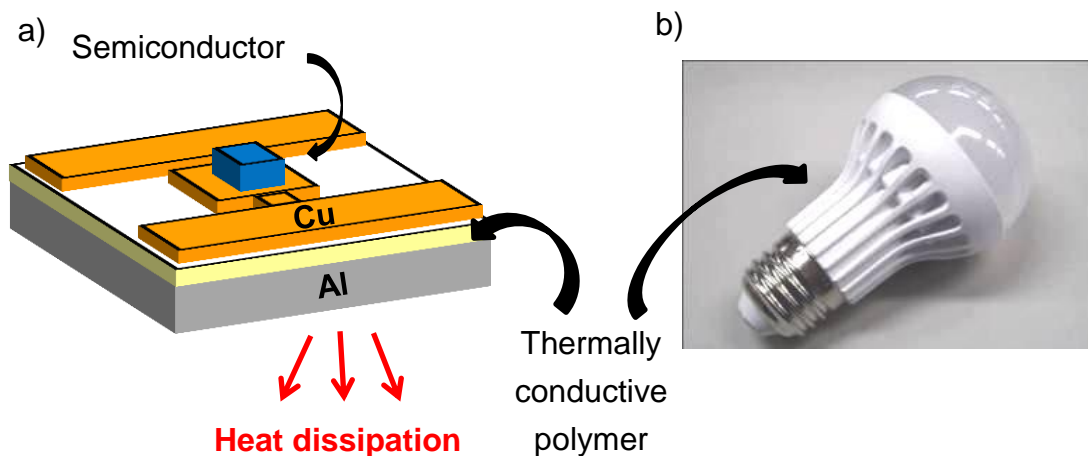 a)
Semiconductor
b)
Cu
Al
Thermally
conductive
polymer
Heat dissipation